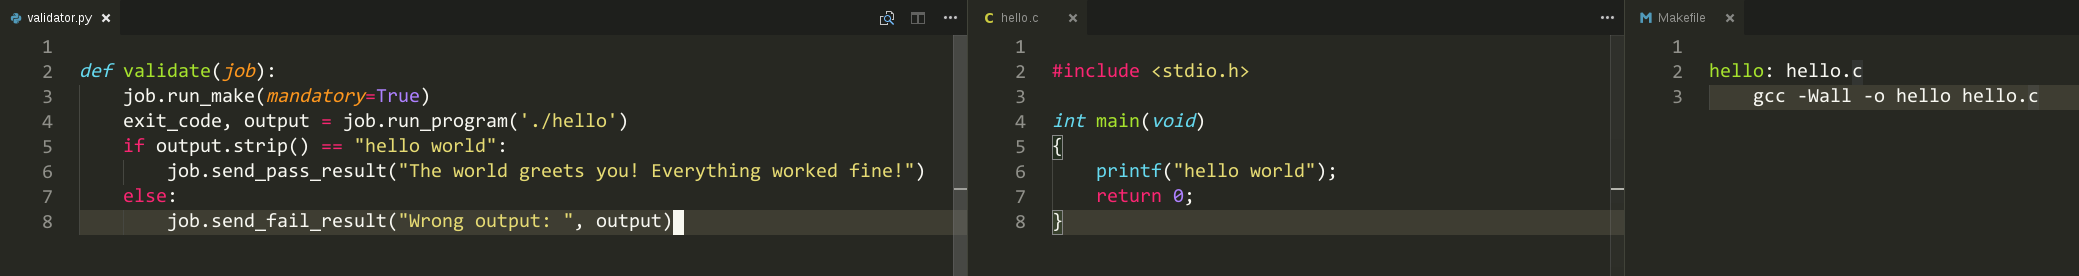 validator.py
1
2 def validate(job):
3     job.run_make(mandatory=True)
4     exit_code, output = job.run_program('./hello')
5     if output.strip() == "hello world":
6         job.send_pass_result("The world greets you! Everything worked fine!")
7     else:
8         job.send_fail_result("Wrong output: ", output)
C hello.c
1
2 #include <stdio.h>
3
4 int main(void)
5 {
6     printf("hello world");
7     return 0;
8 }
M Makefile
1
2 hello: hello.c
3     gcc -Wall -o hello hello.c